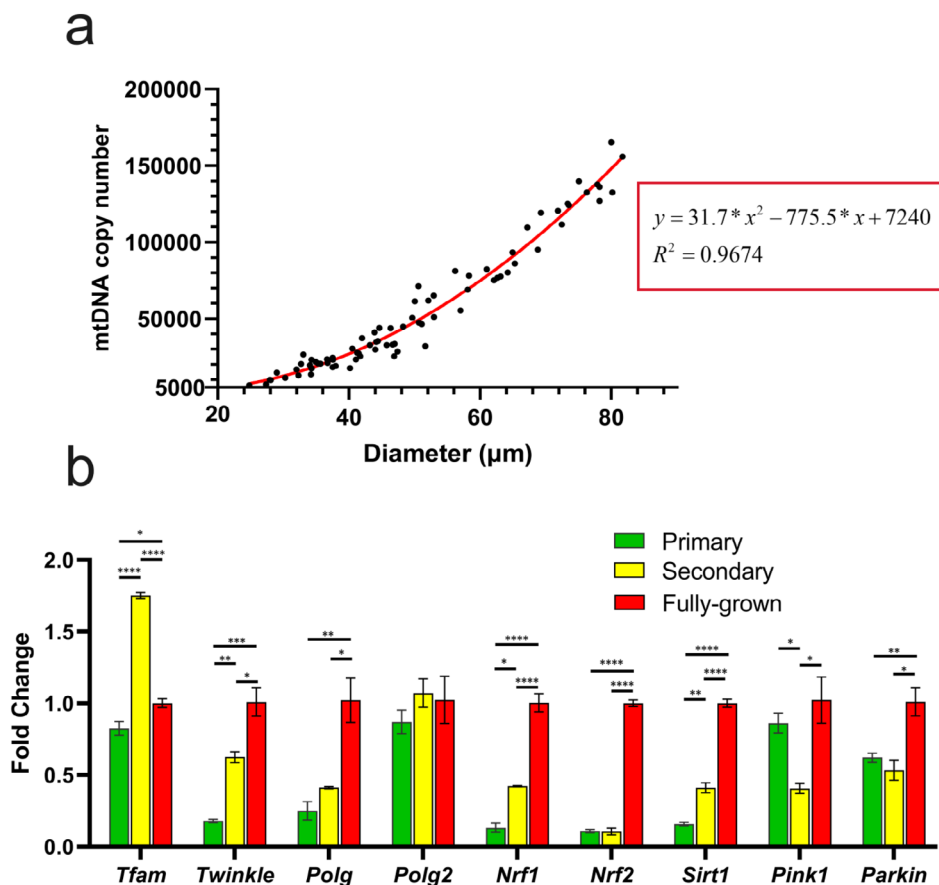 a
mtDNA copy number
200000
150000
100000
50000
5000
20
40
60
80
Diameter (μm)
y = 31.7* x² − 775.5* x + 7240
R² = 0.9674
b
Fold Change
2.0
1.5
1.0
0.5
0.0
Primary
Secondary
Fully-grown
*
**** ****
***
** *
**
*
****
* ****
****
****
****
** ****
* *
**
*
Tfam Twinkle Polg Polg2 Nrf1 Nrf2 Sirt1 Pink1 Parkin